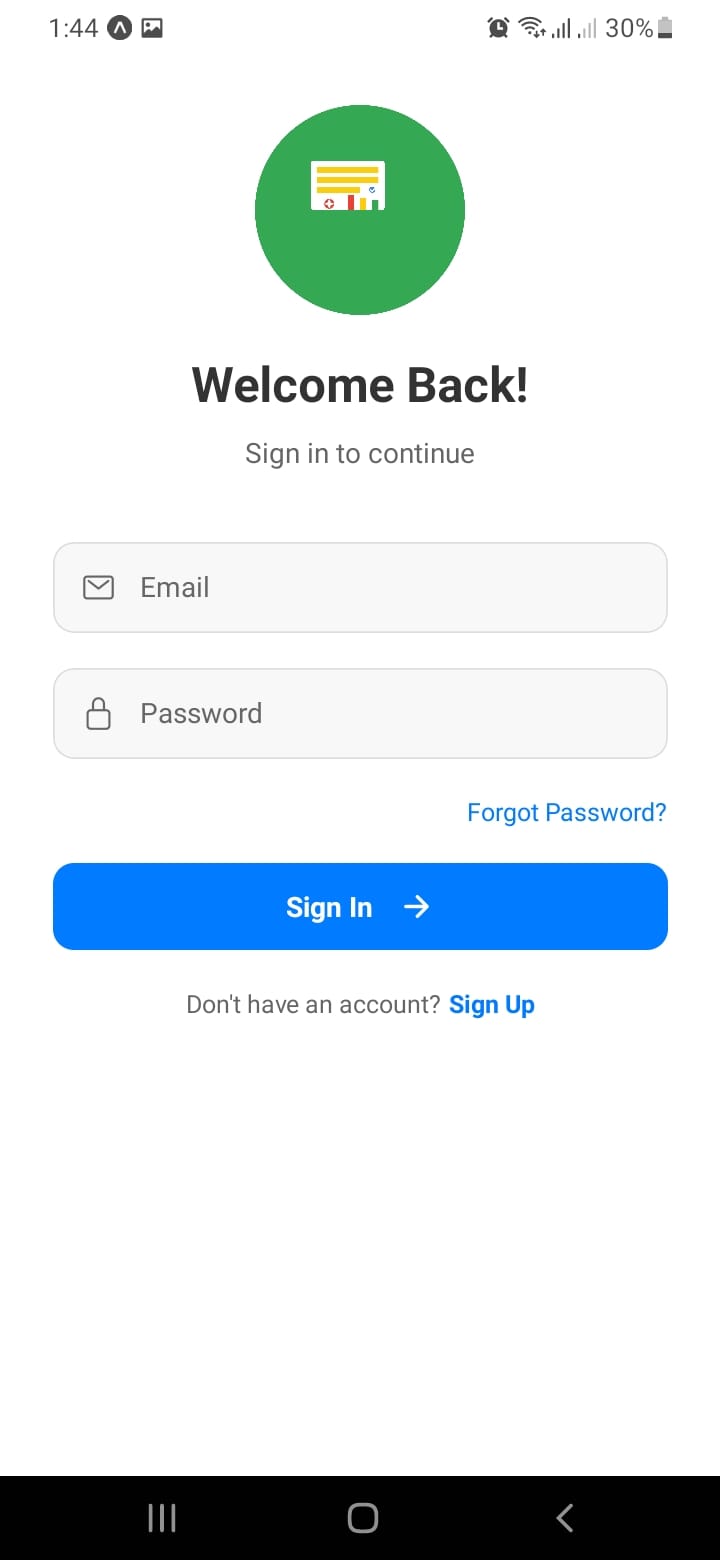 1:44 30%
Welcome Back!
Sign in to continue
Email
Password
Forgot Password?
Sign In
Don't have an account? Sign Up